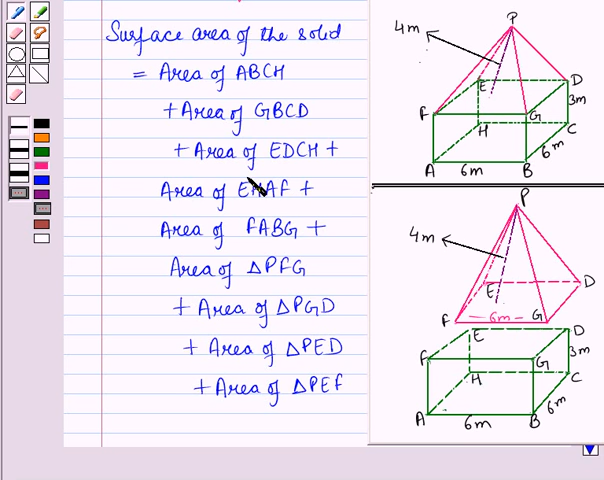 Surface area of the solid
= Area of ABCH
+ Area of GBCD
+ Area of EDCH +
Area of EHAF +
Area of FABG +
Area of ΔPFG
+ Area of ΔPGD
+ Area of ΔPED
+ Area of ΔPEF
P
4m
E
D
F
G
3m
H
C
A
6m
B
6m
P
4m
E
D
F
6m
G
E
D
F
G
3m
H
C
A
6m
B
6m